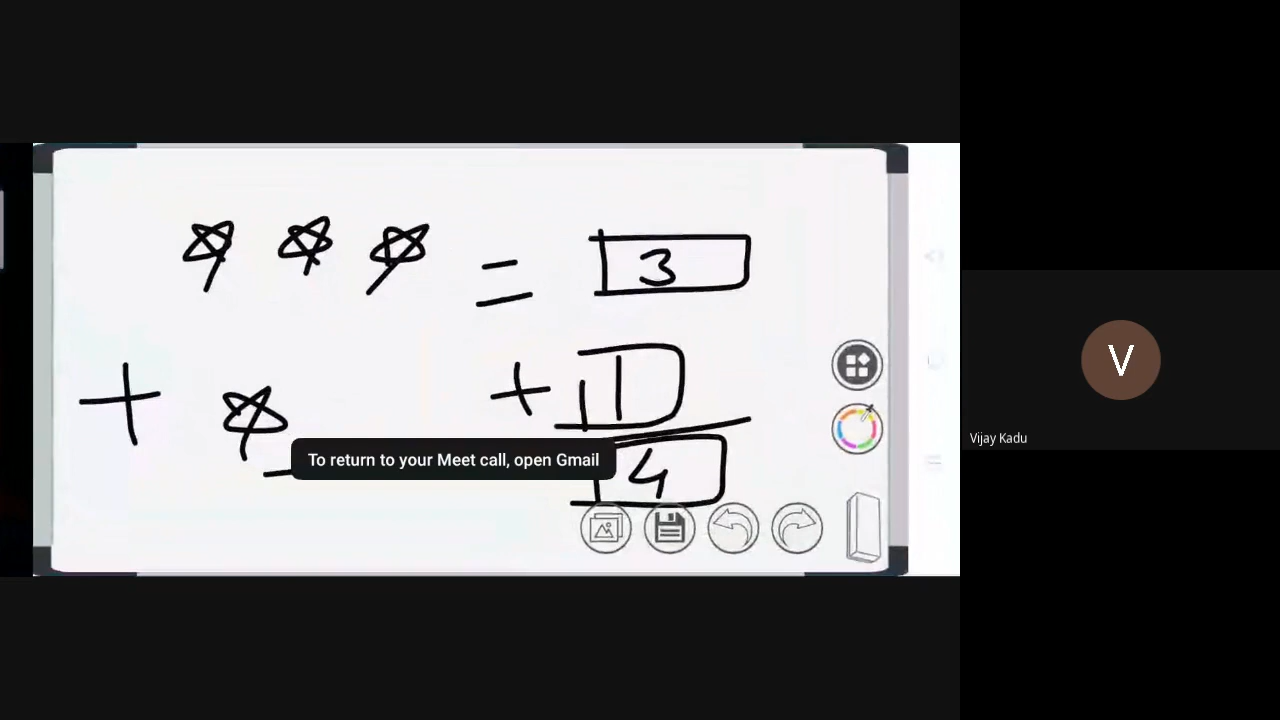 = 3
+ + 1
To return to your Meet call, open Gmail
4
V
Vijay Kadu